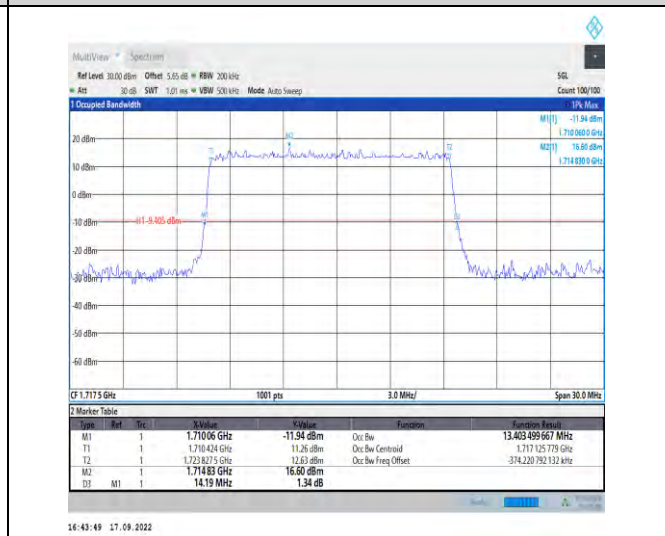 MultiView Spectrum
Ref Level 30.00 dBm Offset 5.65 dB RBW 200 kHz SGL
Att 30 dB SWT 1.01 ms VBW 500 kHz Mode Auto Sweep Count 100/100
1 Occupied Bandwidth 1Pk Max
M1[1] -11.94 dBm
1.710 060 0 GHz
M2[1] 16.60 dBm
1.714 830 0 GHz
20 dBm
10 dBm
0 dBm
-10 dBm
H1 -9.405 dBm
-20 dBm
-30 dBm
-40 dBm
-50 dBm
-60 dBm
T1
M2
T2
M1
D3
CF 1.717 5 GHz 1001 pts 3.0 MHz/ Span 30.0 MHz
2 Marker Table
Type Ref Trc X-Value Y-Value Function Function Result
M1 1 1.710 06 GHz -11.94 dBm Occ Bw 13.403 499 667 MHz
T1 1 1.710 424 GHz 11.26 dBm Occ Bw Centroid 1.717 125 779 GHz
T2 1 1.723 827 5 GHz 12.63 dBm Occ Bw Freq Offset -374.220 792 132 kHz
M2 1 1.714 83 GHz 16.60 dBm
D3 M1 1 14.19 MHz 1.34 dB
16:43:49 17.09.2022